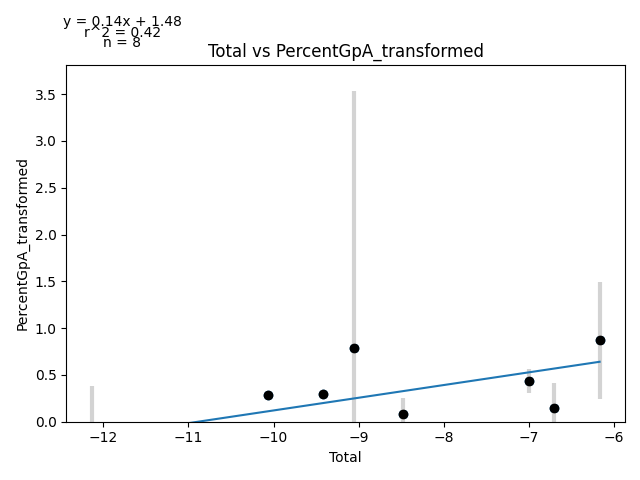 y = 0.14x + 1.48
r^2 = 0.42
n = 8
Total vs PercentGpA_transformed
PercentGpA_transformed
3.5
3.0
2.5
2.0
1.5
1.0
0.5
0.0
−12
−11
−10
−9
−8
−7
−6
Total